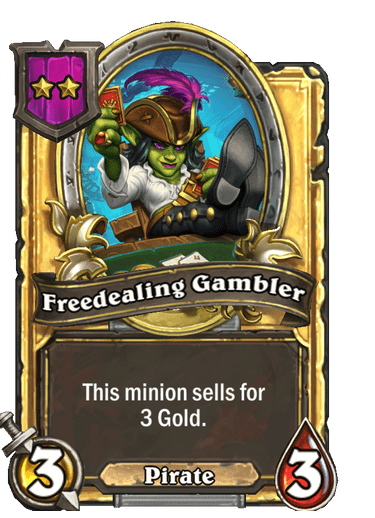 Freedealing Gambler
This minion sells for
3 Gold.
3
Pirate
3